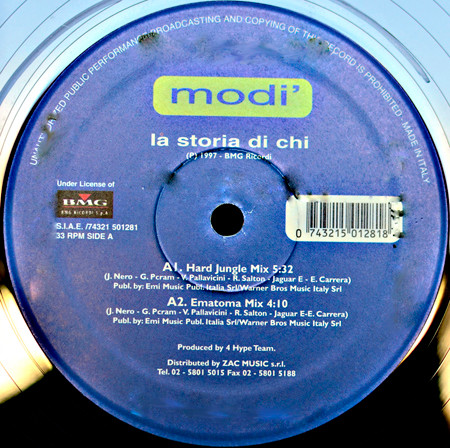 UNAUTHORIZED PUBLIC PERFORMANCE BROADCASTING AND COPYING OF THIS RECORD IS PROHIBITED - MADE IN ITALY
modi'
la storia di chi
(P) 1997 - BMG Ricordi
Under License of
BMG
BMG RICORDI S.p.A.
S.I.A.E. /74321 501281
33 RPM SIDE A
0 743215 012818
A1. Hard Jungle Mix 5:32
(J. Nero - G. Pcram - V. Pallavicini - R. Salton - Jaguar E - E. Carrera)
Publ. by: Emi Music Publ. Italia Srl/Warner Bros Music Italy Srl
A2. Ematoma Mix 4:10
(J. Nero - G. Pcram - V. Pallavicini - R. Salton - Jaguar E-E. Carrera)
Publ. by: Emi Music Publ. Italia Srl/Warner Bros Music Italy Srl
Produced by 4 Hype Team.
Distributed by ZAC MUSIC s.r.l.
Tel. 02 - 5801 5015 Fax 02 - 5801 5188